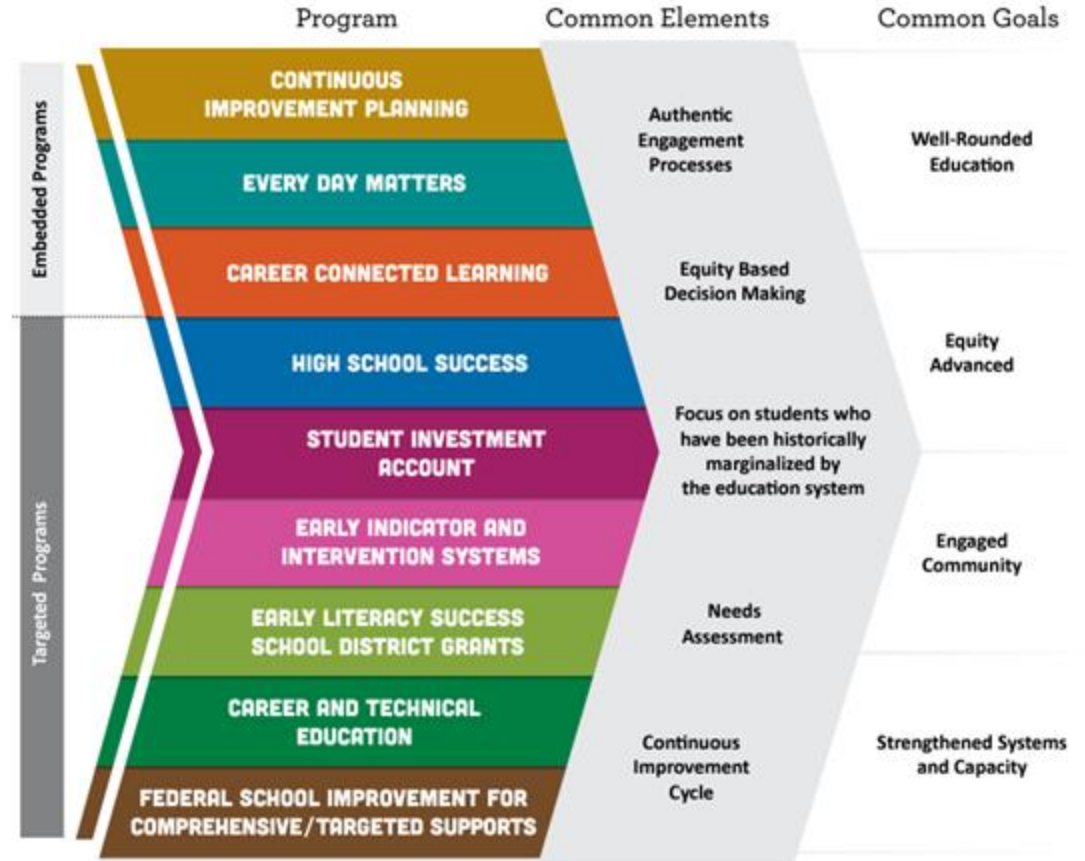 Program
Common Elements
Common Goals
Embedded Programs
Targeted Programs
CONTINUOUS
IMPROVEMENT PLANNING
EVERY DAY MATTERS
CAREER CONNECTED LEARNING
HIGH SCHOOL SUCCESS
STUDENT INVESTMENT
ACCOUNT
EARLY INDICATOR AND
INTERVENTION SYSTEMS
EARLY LITERACY SUCCESS
SCHOOL DISTRICT GRANTS
CAREER AND TECHNICAL
EDUCATION
FEDERAL SCHOOL IMPROVEMENT FOR
COMPREHENSIVE/TARGETED SUPPORTS
Authentic
Engagement
Processes
Equity Based
Decision Making
Focus on students who
have been historically
marginalized by
the education system
Needs
Assessment
Continuous
Improvement
Cycle
Well-Rounded
Education
Equity
Advanced
Engaged
Community
Strengthened Systems
and Capacity